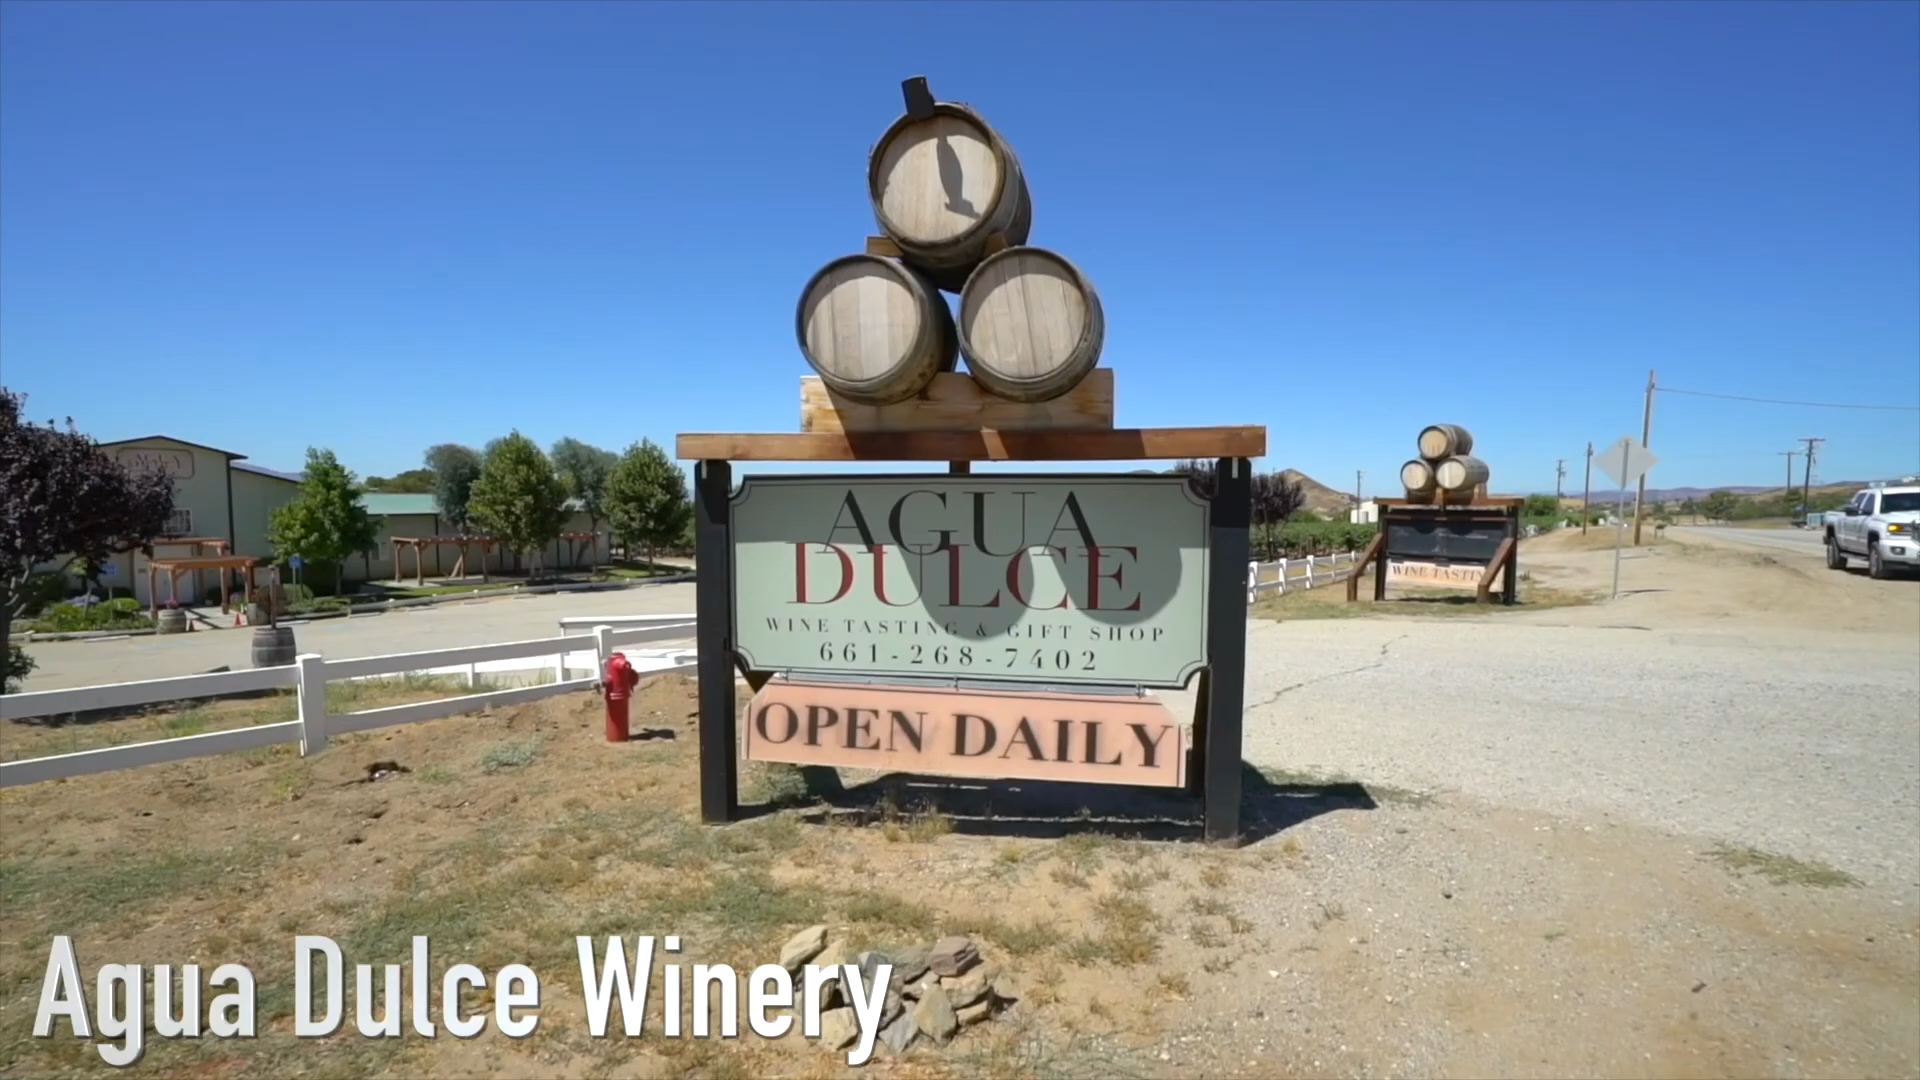 AGUA
DULCE
WINE TASTING & GIFT SHOP
661-268-7402
OPEN DAILY
WINE TASTING
Agua Dulce Winery